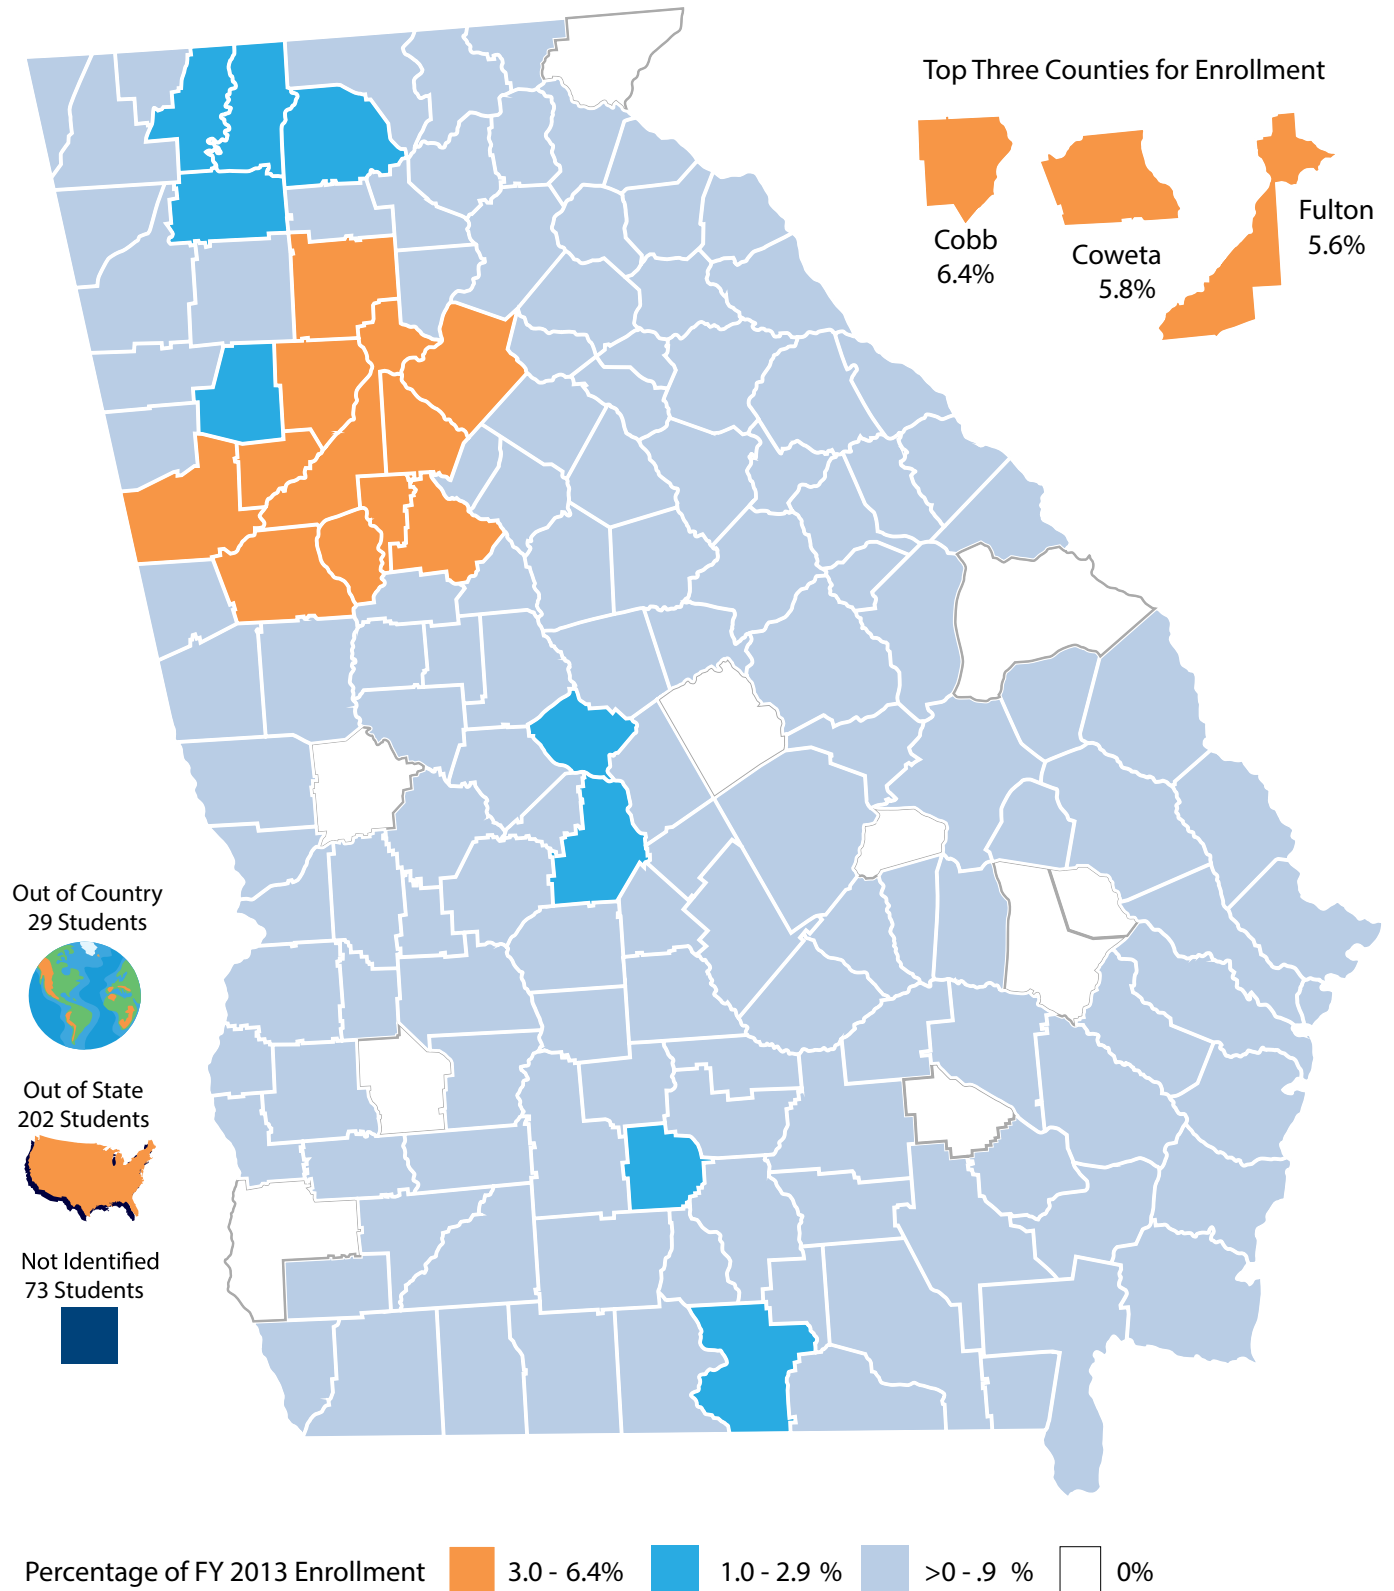 Top Three Counties for Enrollment
Cobb
6.4%
Coweta
5.8%
Fulton
5.6%
Out of Country
29 Students
Out of State
202 Students
Not Identified
73 Students
Percentage of FY 2013 Enrollment 3.0 - 6.4% 1.0 - 2.9 % >0 - .9 % 0%